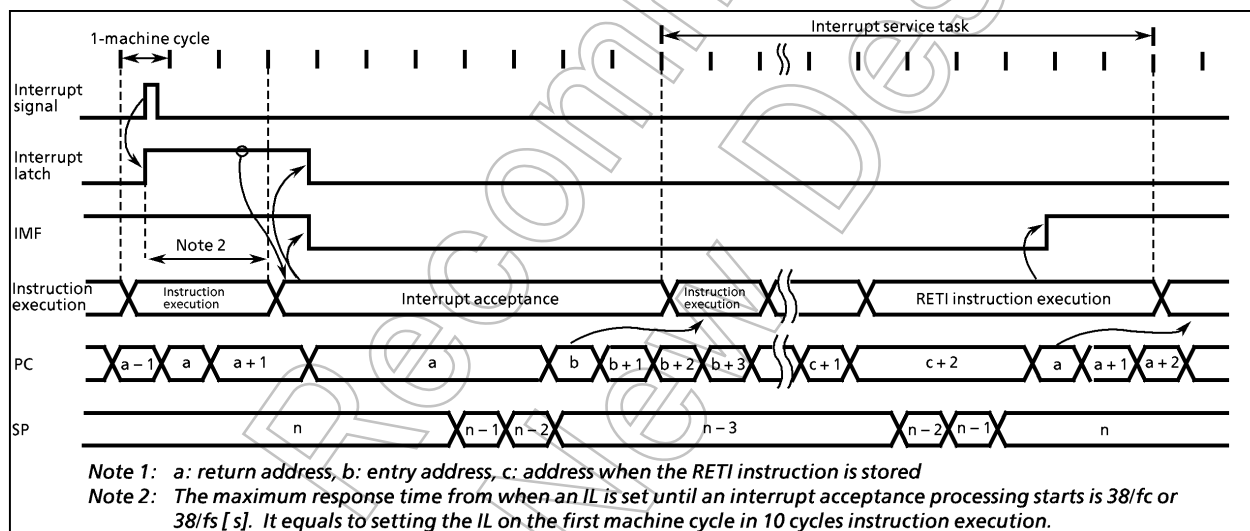 Interrupt service task
1-machine cycle
Interrupt
signal
Interrupt
latch
IMF
Note 2
Instruction
execution
Instruction
execution
Interrupt acceptance
Instruction
execution
RETI instruction execution
PC
a − 1
a
a + 1
a
b
b + 1
b + 2
b + 3
c + 1
c + 2
a
a + 1
a + 2
SP
n
n − 1
n − 2
n − 3
n − 2
n − 1
n
Note 1: a: return address, b: entry address, c: address when the RETI instruction is stored
Note 2: The maximum response time from when an IL is set until an interrupt acceptance processing starts is 38/fc or
38/fs [s]. It equals to setting the IL on the first machine cycle in 10 cycles instruction execution.
Recom
New Des